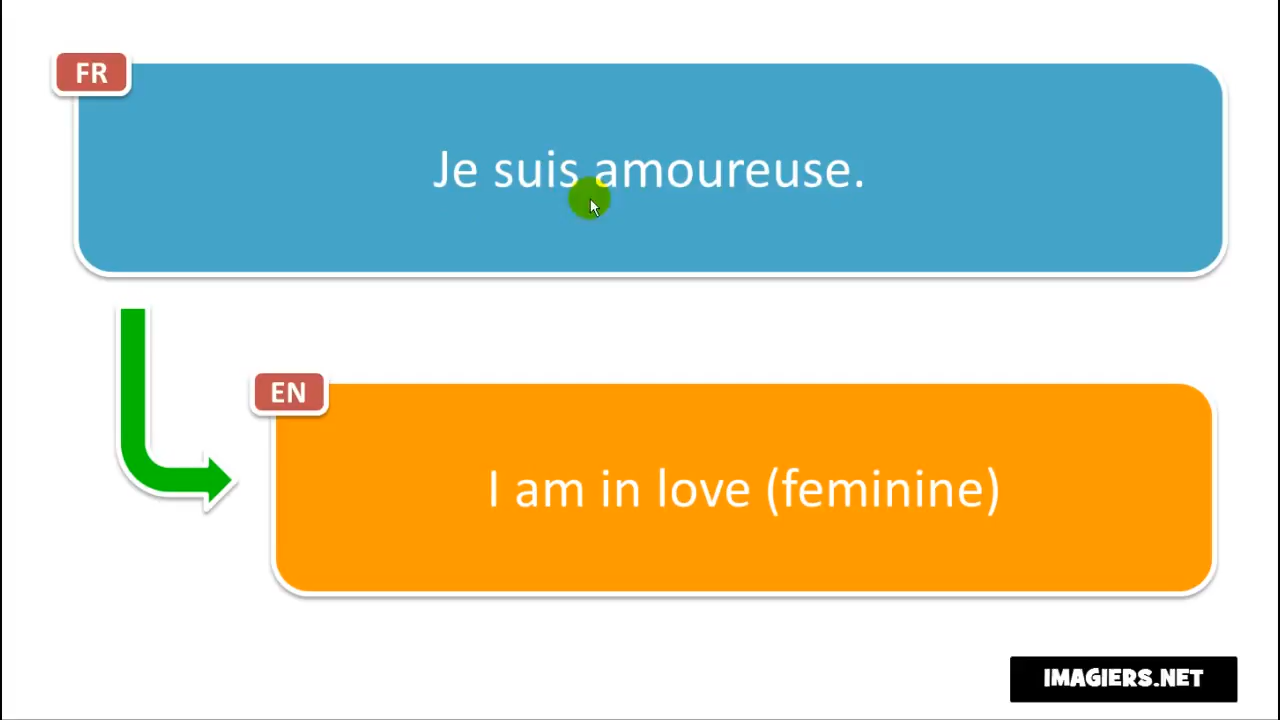 FR
Je suis amoureuse.
EN
I am in love (feminine)
IMAGIERS.NET